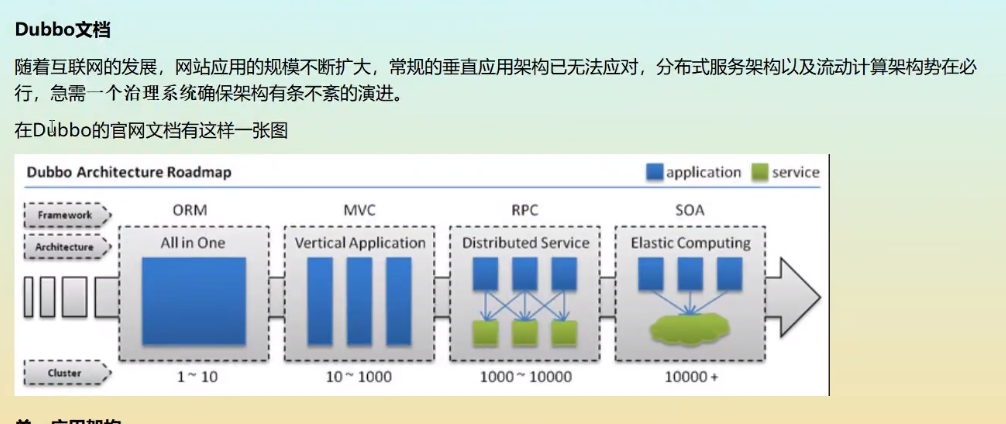 Dubbo文档
随着互联网的发展，网站应用的规模不断扩大，常规的垂直应用架构已无法应对，分布式服务架构以及流动计算架构势在必
行，急需一个治理系统确保架构有条不紊的演进。
在Dubbo的官网文档有这样一张图
Dubbo Architecture Roadmap
application service
Framework ORM MVC RPC SOA
Architecture All in One Vertical Application Distributed Service Elastic Computing
Cluster 1 ~ 10 10 ~ 1000 1000 ~ 10000 10000 +